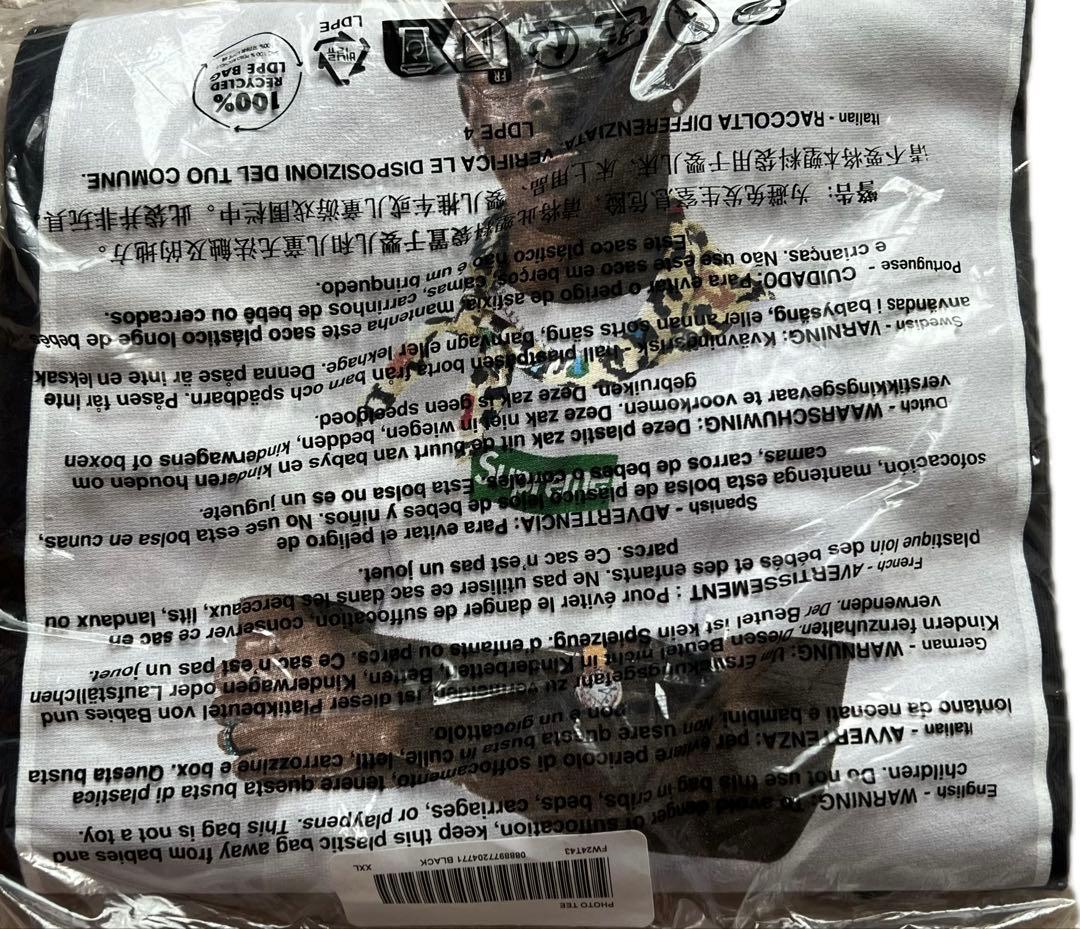 PHOTO TEE
FW24T43
0888977204771 BLACK
XXL
English - WARNING: To avoid danger of suffocation, keep this plastic bag away from babies and
children. Do not use this bag in cribs, beds, carriages, or playpens. This bag is not a toy.
Italian - AVVERTENZA: per evitare pericolo di soffocamento, tenere questa busta di plastica
lontano da neonati e bambini. Non usare questa busta in culle, letti, carrozzine e box. Questa busta
non è un giocattolo.
German - WARNUNG: Um Erstickungsgefahr zu vermeiden, ist dieser Platikbeutel von Babies und
Kindern fernzuhalten. Diesen Beutel nicht in Kinderbetten, Betten, Kinderwagen oder Laufställchen
verwenden. Der Beutel ist kein Spielzeug. d'enfants ou parcs. Ce sac n'est pas un jouet.
French - AVERTISSEMENT : Pour éviter le danger de suffocation, conserver ce sac en
plastique loin des bébés et des enfants. Ne pas utiliser ce sac dans les berceaux, lits, landaux ou
parcs. Ce sac n'est pas un jouet.
Spanish - ADVERTENCIA: Para evitar el peligro de
sofocación, mantenga esta bolsa de plástico lejos de bebes y niños. No use esta bolsa en cunas,
camas, carros de bebes o corrales. Esta bolsa no es un juguete.
Supreme
Dutch - WAARSCHUWING: Deze plastic zak uit de buurt van babys en kinderen houden om
verstikkingsgevaar te voorkomen. Deze zak niet in wiegen, bedden, kinderwagens of boxen
gebruiken. Deze zak is geen speelgoed.
Swedish - VARNING: Kvävningsrisk - håll plastpåsen borta från barn och spädbarn. Påsen får inte
användas i babysäng, eller annan sorts säng, barnvagn eller lekhage. Denna påse är inte en leksak
Portuguese - CUIDADO: Para evitar o perigo de asfixia, mantenha este saco plástico longe de bebés
e crianças. Não use este saco em berços, camas, carrinhos de bebé ou cercados.
Este saco plástico não é um brinquedo.
警告：为避免发生窒息危险，请将此塑料袋置于婴儿和儿童无法触及的地方。
请不要将本塑料袋用于婴儿床、床上用品、婴儿推车或儿童游戏围栏中。此袋并非玩具
Italian - RACCOLTA DIFFERENZIATA. VERIFICA LE DISPOSIZIONI DEL TUO COMUNE.
LDPE 4
FR
LDPE
100%
RECYCLED
LDPE BAG